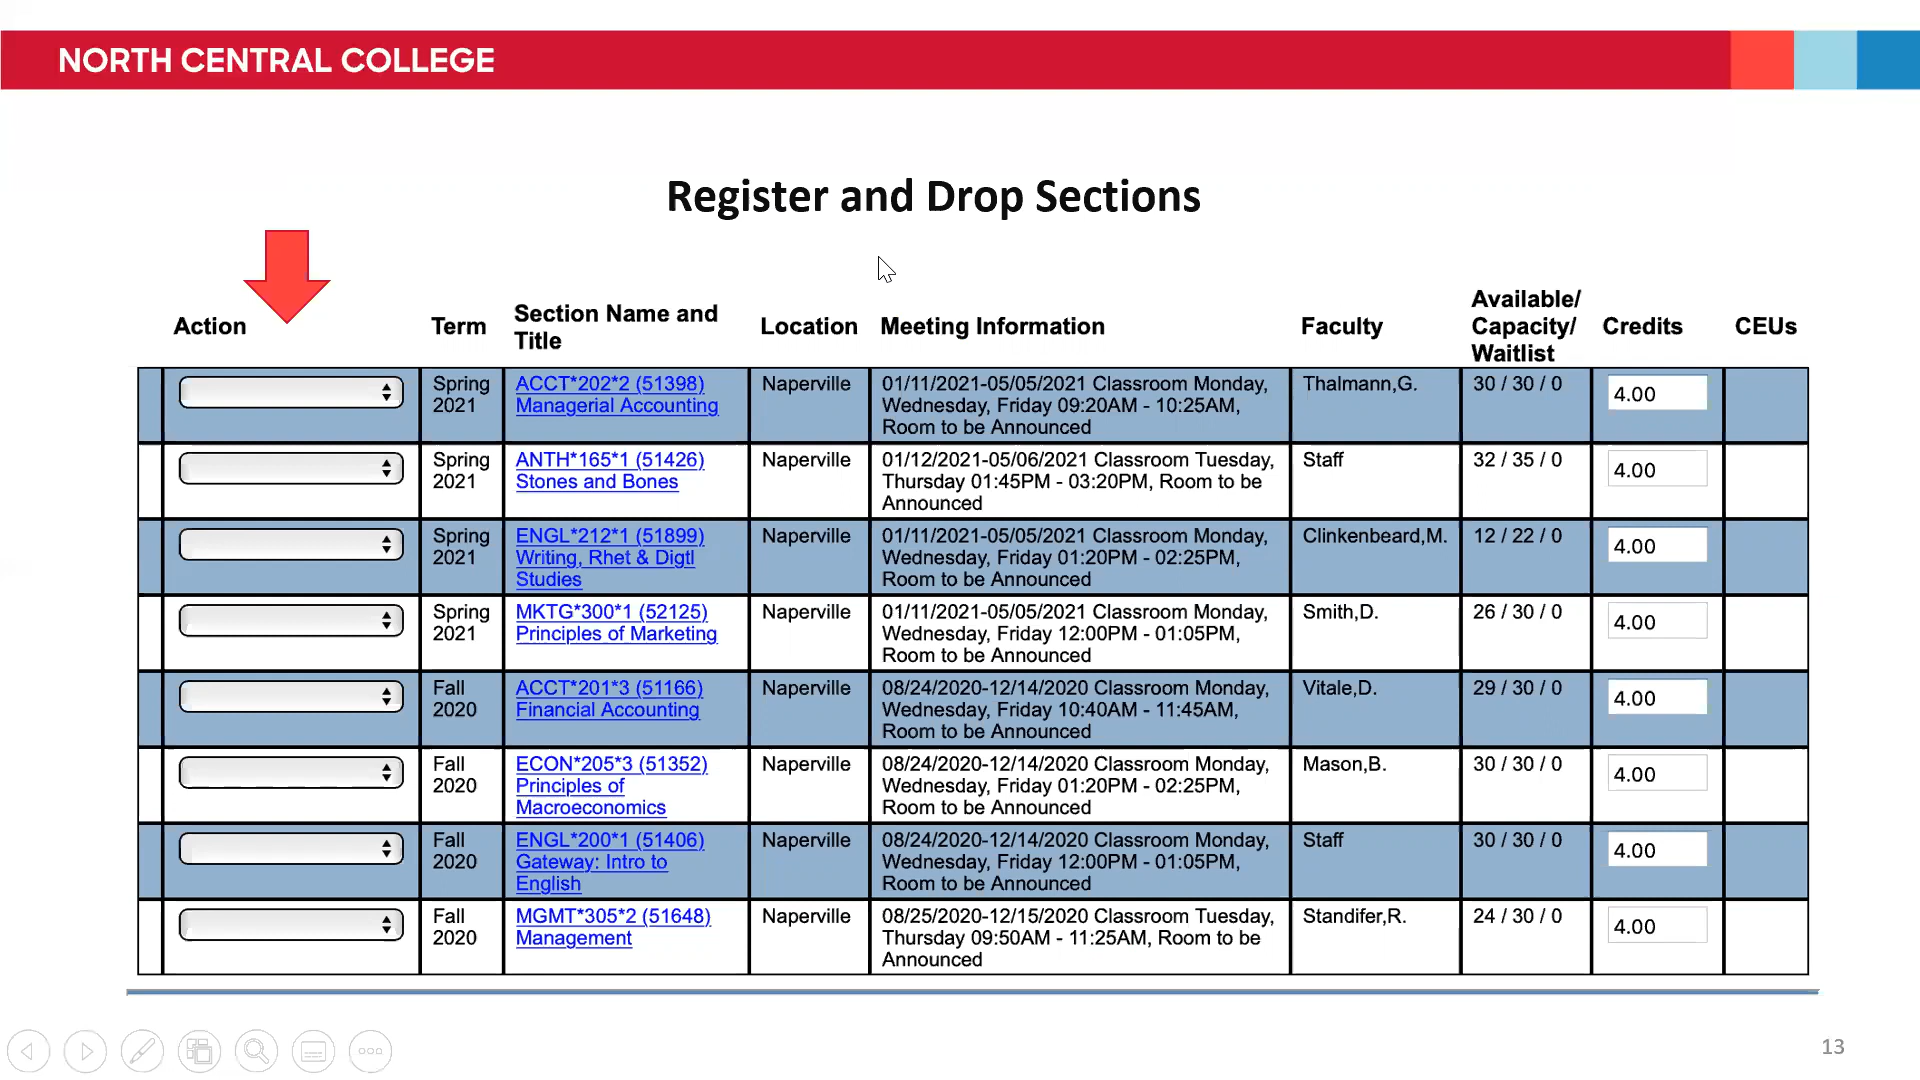 NORTH CENTRAL COLLEGE
Register and Drop Sections
Action
Term
Section Name and
Title
Location
Meeting Information
Faculty
Available/
Capacity/
Waitlist
Credits
CEUs
Spring
2021
ACCT*202*2 (51398)
Managerial Accounting
Naperville
01/11/2021-05/05/2021 Classroom Monday,
Wednesday, Friday 09:20AM - 10:25AM,
Room to be Announced
Thalmann,G.
30 / 30 / 0
4.00
Spring
2021
ANTH*165*1 (51426)
Stones and Bones
Naperville
01/12/2021-05/06/2021 Classroom Tuesday,
Thursday 01:45PM - 03:20PM, Room to be
Announced
Staff
32 / 35 / 0
4.00
Spring
2021
ENGL*212*1 (51899)
Writing, Rhet & Digtl
Studies
Naperville
01/11/2021-05/05/2021 Classroom Monday,
Wednesday, Friday 01:20PM - 02:25PM,
Room to be Announced
Clinkenbeard,M.
12 / 22 / 0
4.00
Spring
2021
MKTG*300*1 (52125)
Principles of Marketing
Naperville
01/11/2021-05/05/2021 Classroom Monday,
Wednesday, Friday 12:00PM - 01:05PM,
Room to be Announced
Smith,D.
26 / 30 / 0
4.00
Fall
2020
ACCT*201*3 (51166)
Financial Accounting
Naperville
08/24/2020-12/14/2020 Classroom Monday,
Wednesday, Friday 10:40AM - 11:45AM,
Room to be Announced
Vitale,D.
29 / 30 / 0
4.00
Fall
2020
ECON*205*3 (51352)
Principles of
Macroeconomics
Naperville
08/24/2020-12/14/2020 Classroom Monday,
Wednesday, Friday 01:20PM - 02:25PM,
Room to be Announced
Mason,B.
30 / 30 / 0
4.00
Fall
2020
ENGL*200*1 (51406)
Gateway: Intro to
English
Naperville
08/24/2020-12/14/2020 Classroom Monday,
Wednesday, Friday 12:00PM - 01:05PM,
Room to be Announced
Staff
30 / 30 / 0
4.00
Fall
2020
MGMT*305*2 (51648)
Management
Naperville
08/25/2020-12/15/2020 Classroom Tuesday,
Thursday 09:50AM - 11:25AM, Room to be
Announced
Standifer,R.
24 / 30 / 0
4.00
13